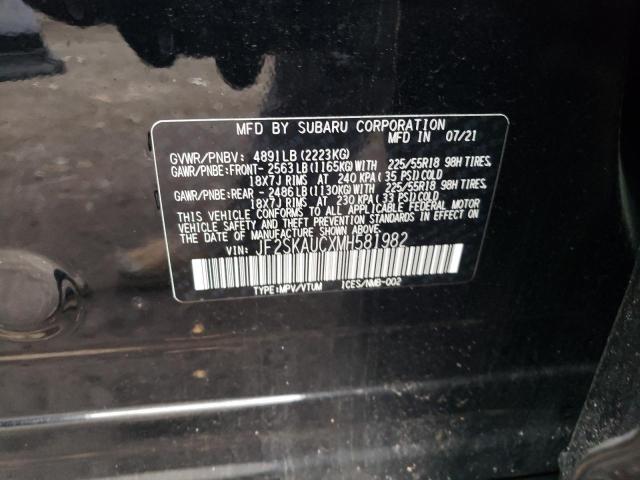 MFD BY SUBARU CORPORATION
MFD IN 07/21
GVWR/PNBV: 4891LB(2223KG)
GAWR/PNBE:FRONT- 2563LB(1165KG)WITH 225/55R18 98H TIRES,
18X7J RIMS AT 240 KPA(35 PSI)COLD
GAWR/PNBE:REAR - 2486LB(1130KG)WITH 225/55R18 98H TIRES,
18X7J RIMS AT 230 KPA(33 PSI)COLD
THIS VEHICLE CONFORMS TO ALL APPLICABLE FEDERAL MOTOR
VEHICLE SAFETY AND THEFT PREVENTION STANDARDS IN EFFECT ON
THE DATE OF MANUFACTURE SHOWN ABOVE.
VIN: JF2SKAUCXMH581982
TYPE:MPV/VTUM ICES/NMB-002